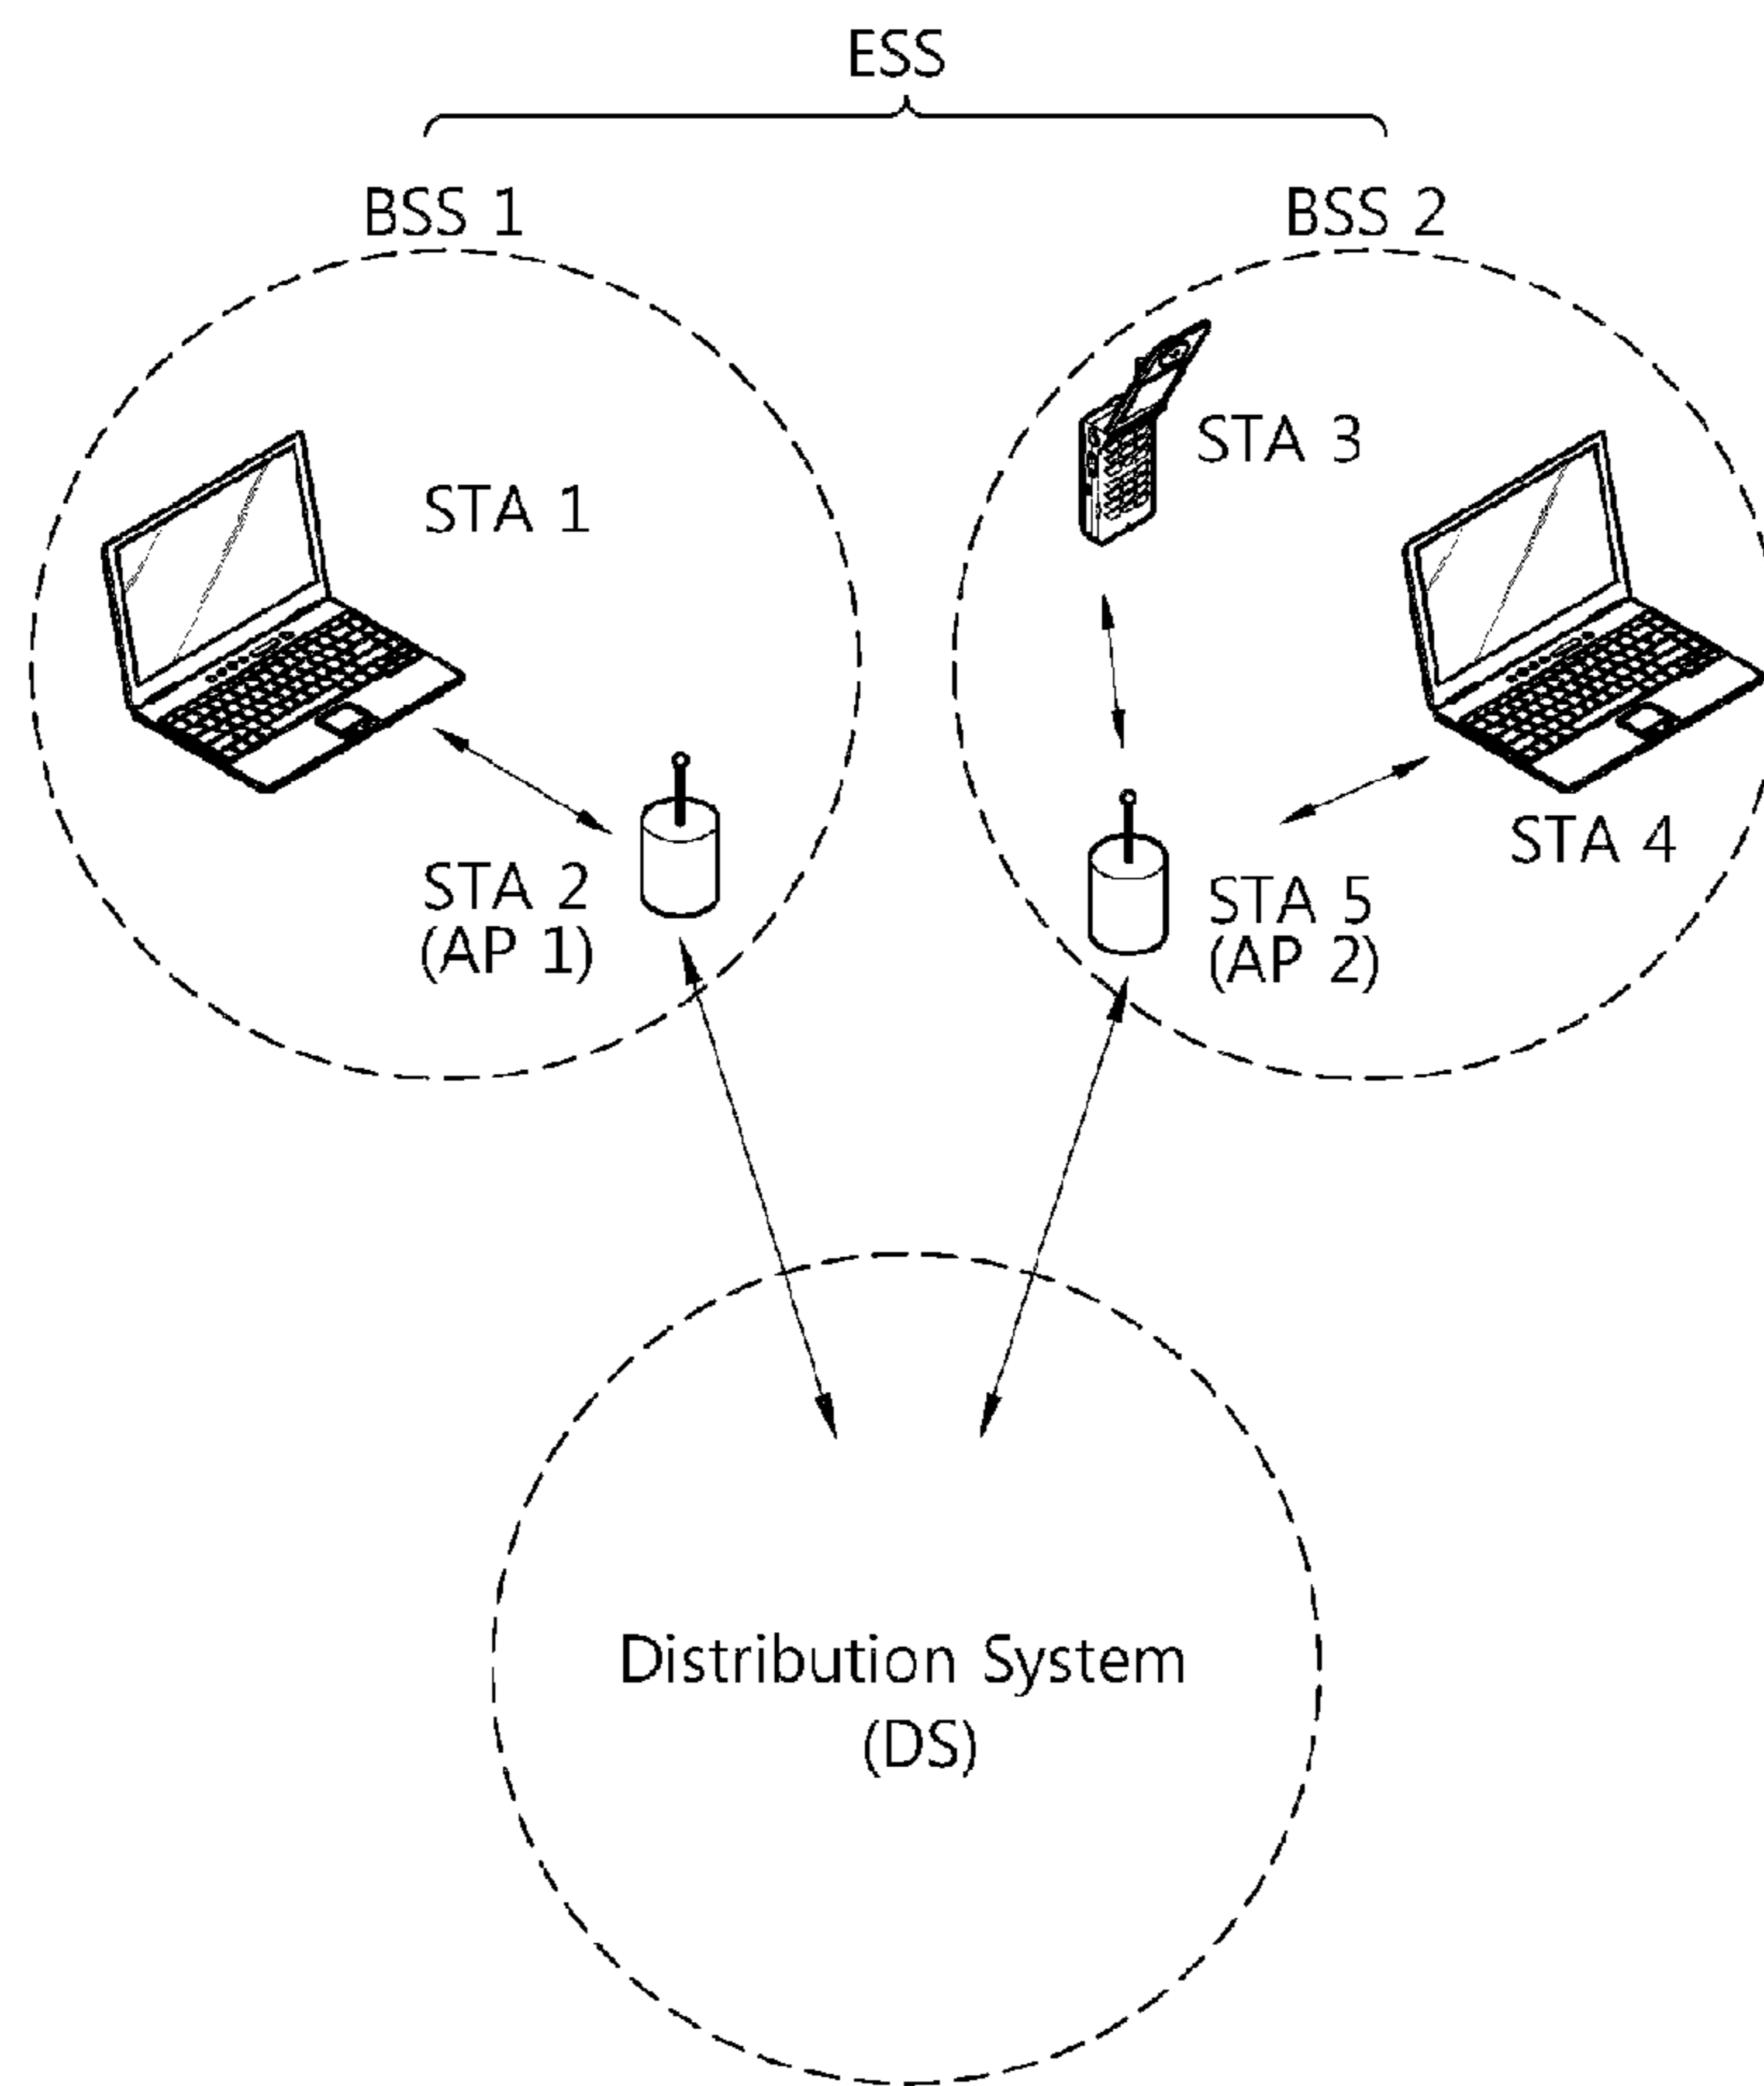 ESS
BSS 1
BSS 2
STA 1
STA 3
STA 4
STA 2
(AP 1)
STA 5
(AP 2)
Distribution System
(DS)